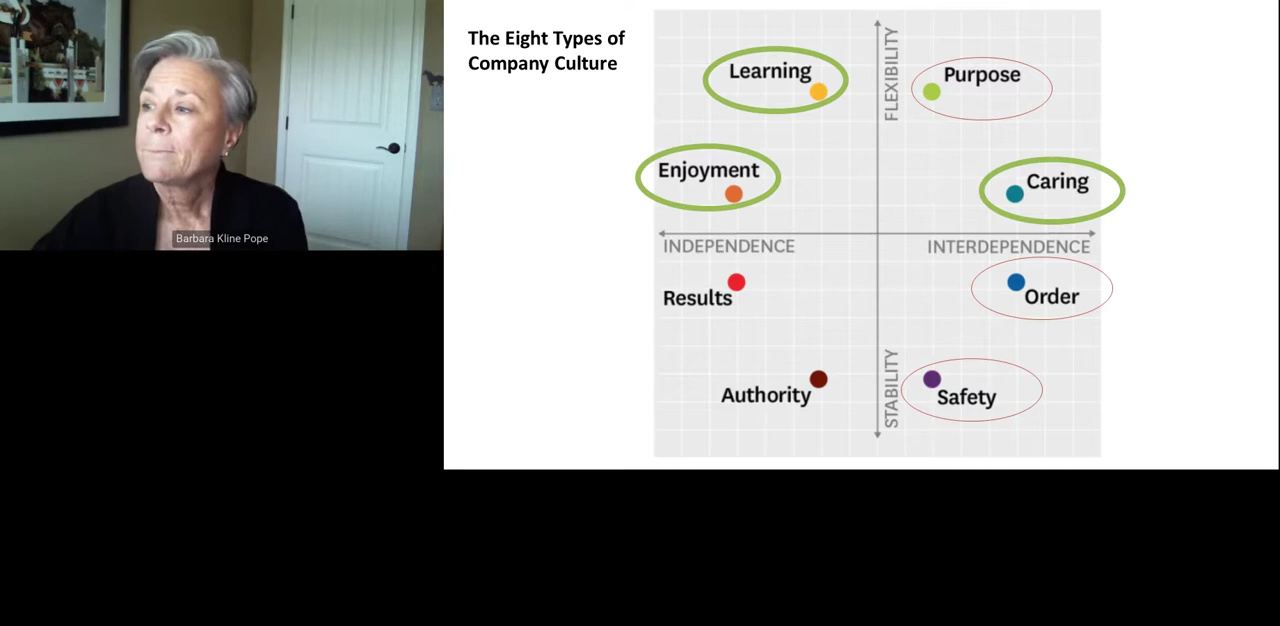 Barbara Kline Pope
The Eight Types of
Company Culture
Learning
Purpose
FLEXIBILITY
Enjoyment
Caring
INDEPENDENCE
INTERDEPENDENCE
Results
Order
STABILITY
Authority
Safety